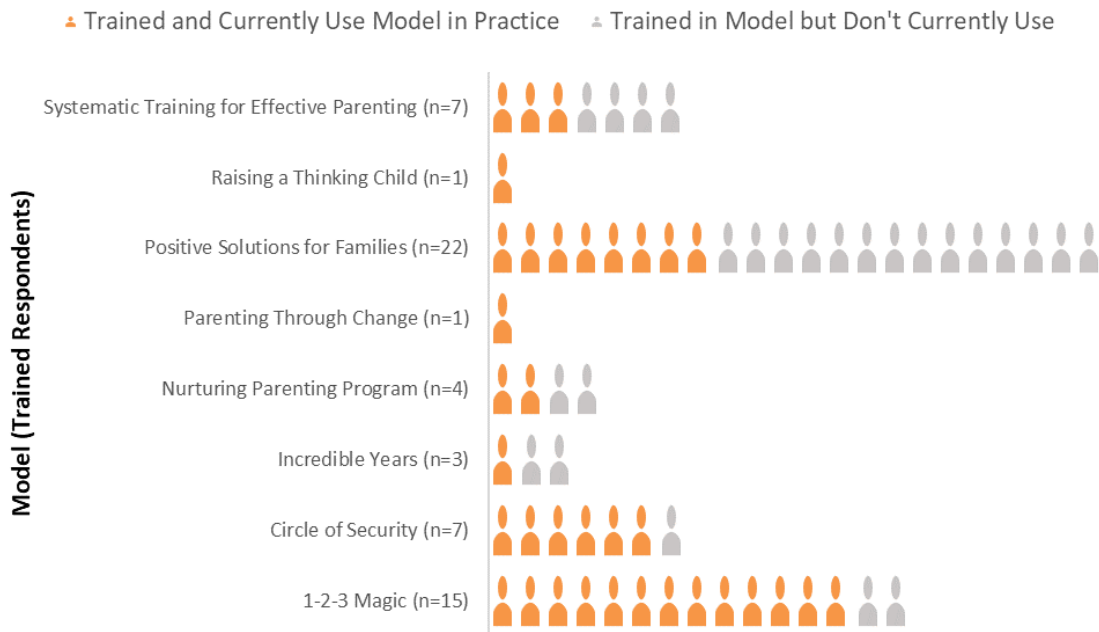 Trained and Currently Use Model in Practice Trained in Model but Don't Currently Use
Model (Trained Respondents)
Systematic Training for Effective Parenting (n=7)
Raising a Thinking Child (n=1)
Positive Solutions for Families (n=22)
Parenting Through Change (n=1)
Nurturing Parenting Program (n=4)
Incredible Years (n=3)
Circle of Security (n=7)
1-2-3 Magic (n=15)